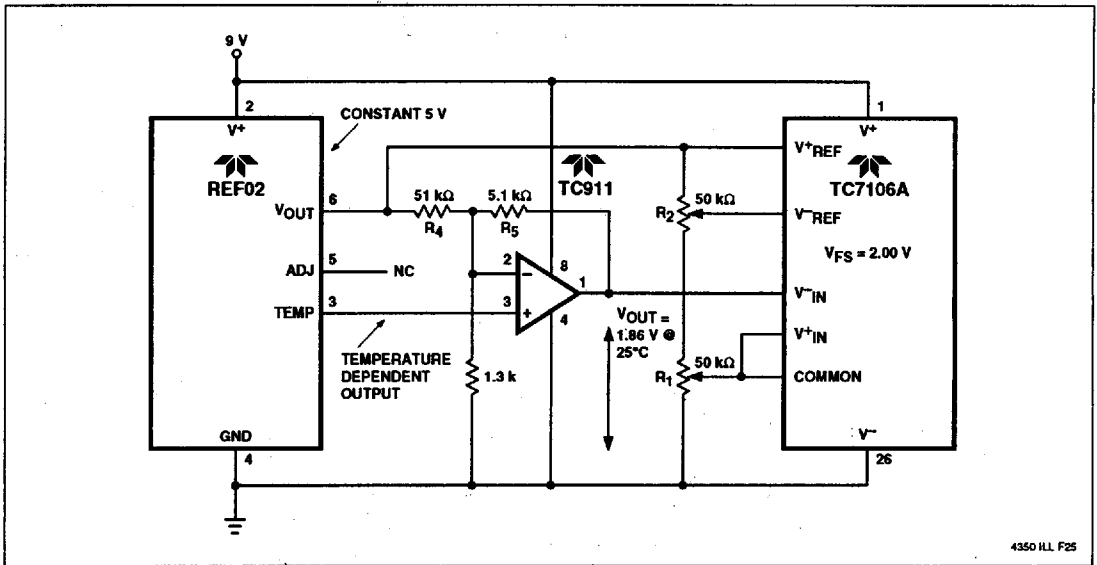 9 V
2
V+
CONSTANT 5 V
REF02
VOUT
6
51 kΩ
R4
5.1 kΩ
R5
TC911
ADJ
5
NC
TEMP
3
TEMPERATURE
DEPENDENT
OUTPUT
2
–
3
+
8
1
4
1.3 k
VOUT =
1.86 V @
25°C
R2
50 kΩ
R1
50 kΩ
1
V+
V+REF
TC7106A
V–REF
VFS = 2.00 V
V–IN
V+IN
COMMON
V–
26
GND
4
4350 ILL F25